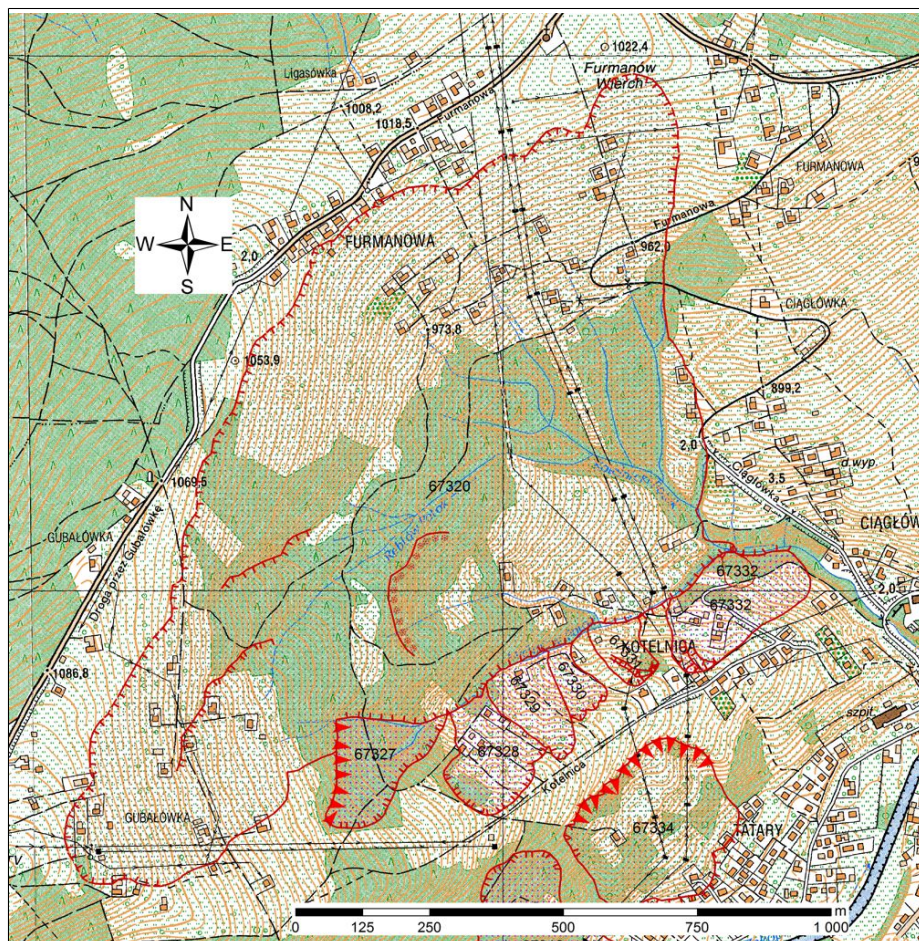 1022,4
Furmanów
Wierch
Ligasówka
1008,2
1018,5
Furmanowa
N
W E
S
FURMANOWA
Furmanowa
FURMANOWA
2,0
962,0
CIĄGŁÓWKA
973,8
1053,9
899,2
2,0
Ciągłówka
d.wyp.
3,5
1069,5
67320
CIĄGŁÓW
GUBAŁÓWKA
Droga przez Gubałówkę
67332
67332
2,0
KOTELNICA
1086,8
67330
67329
szpit.
67327
67328
Kotelnica
GUBAŁÓWKA
67334
TATARY
0 125 250 500 750 1 000
m